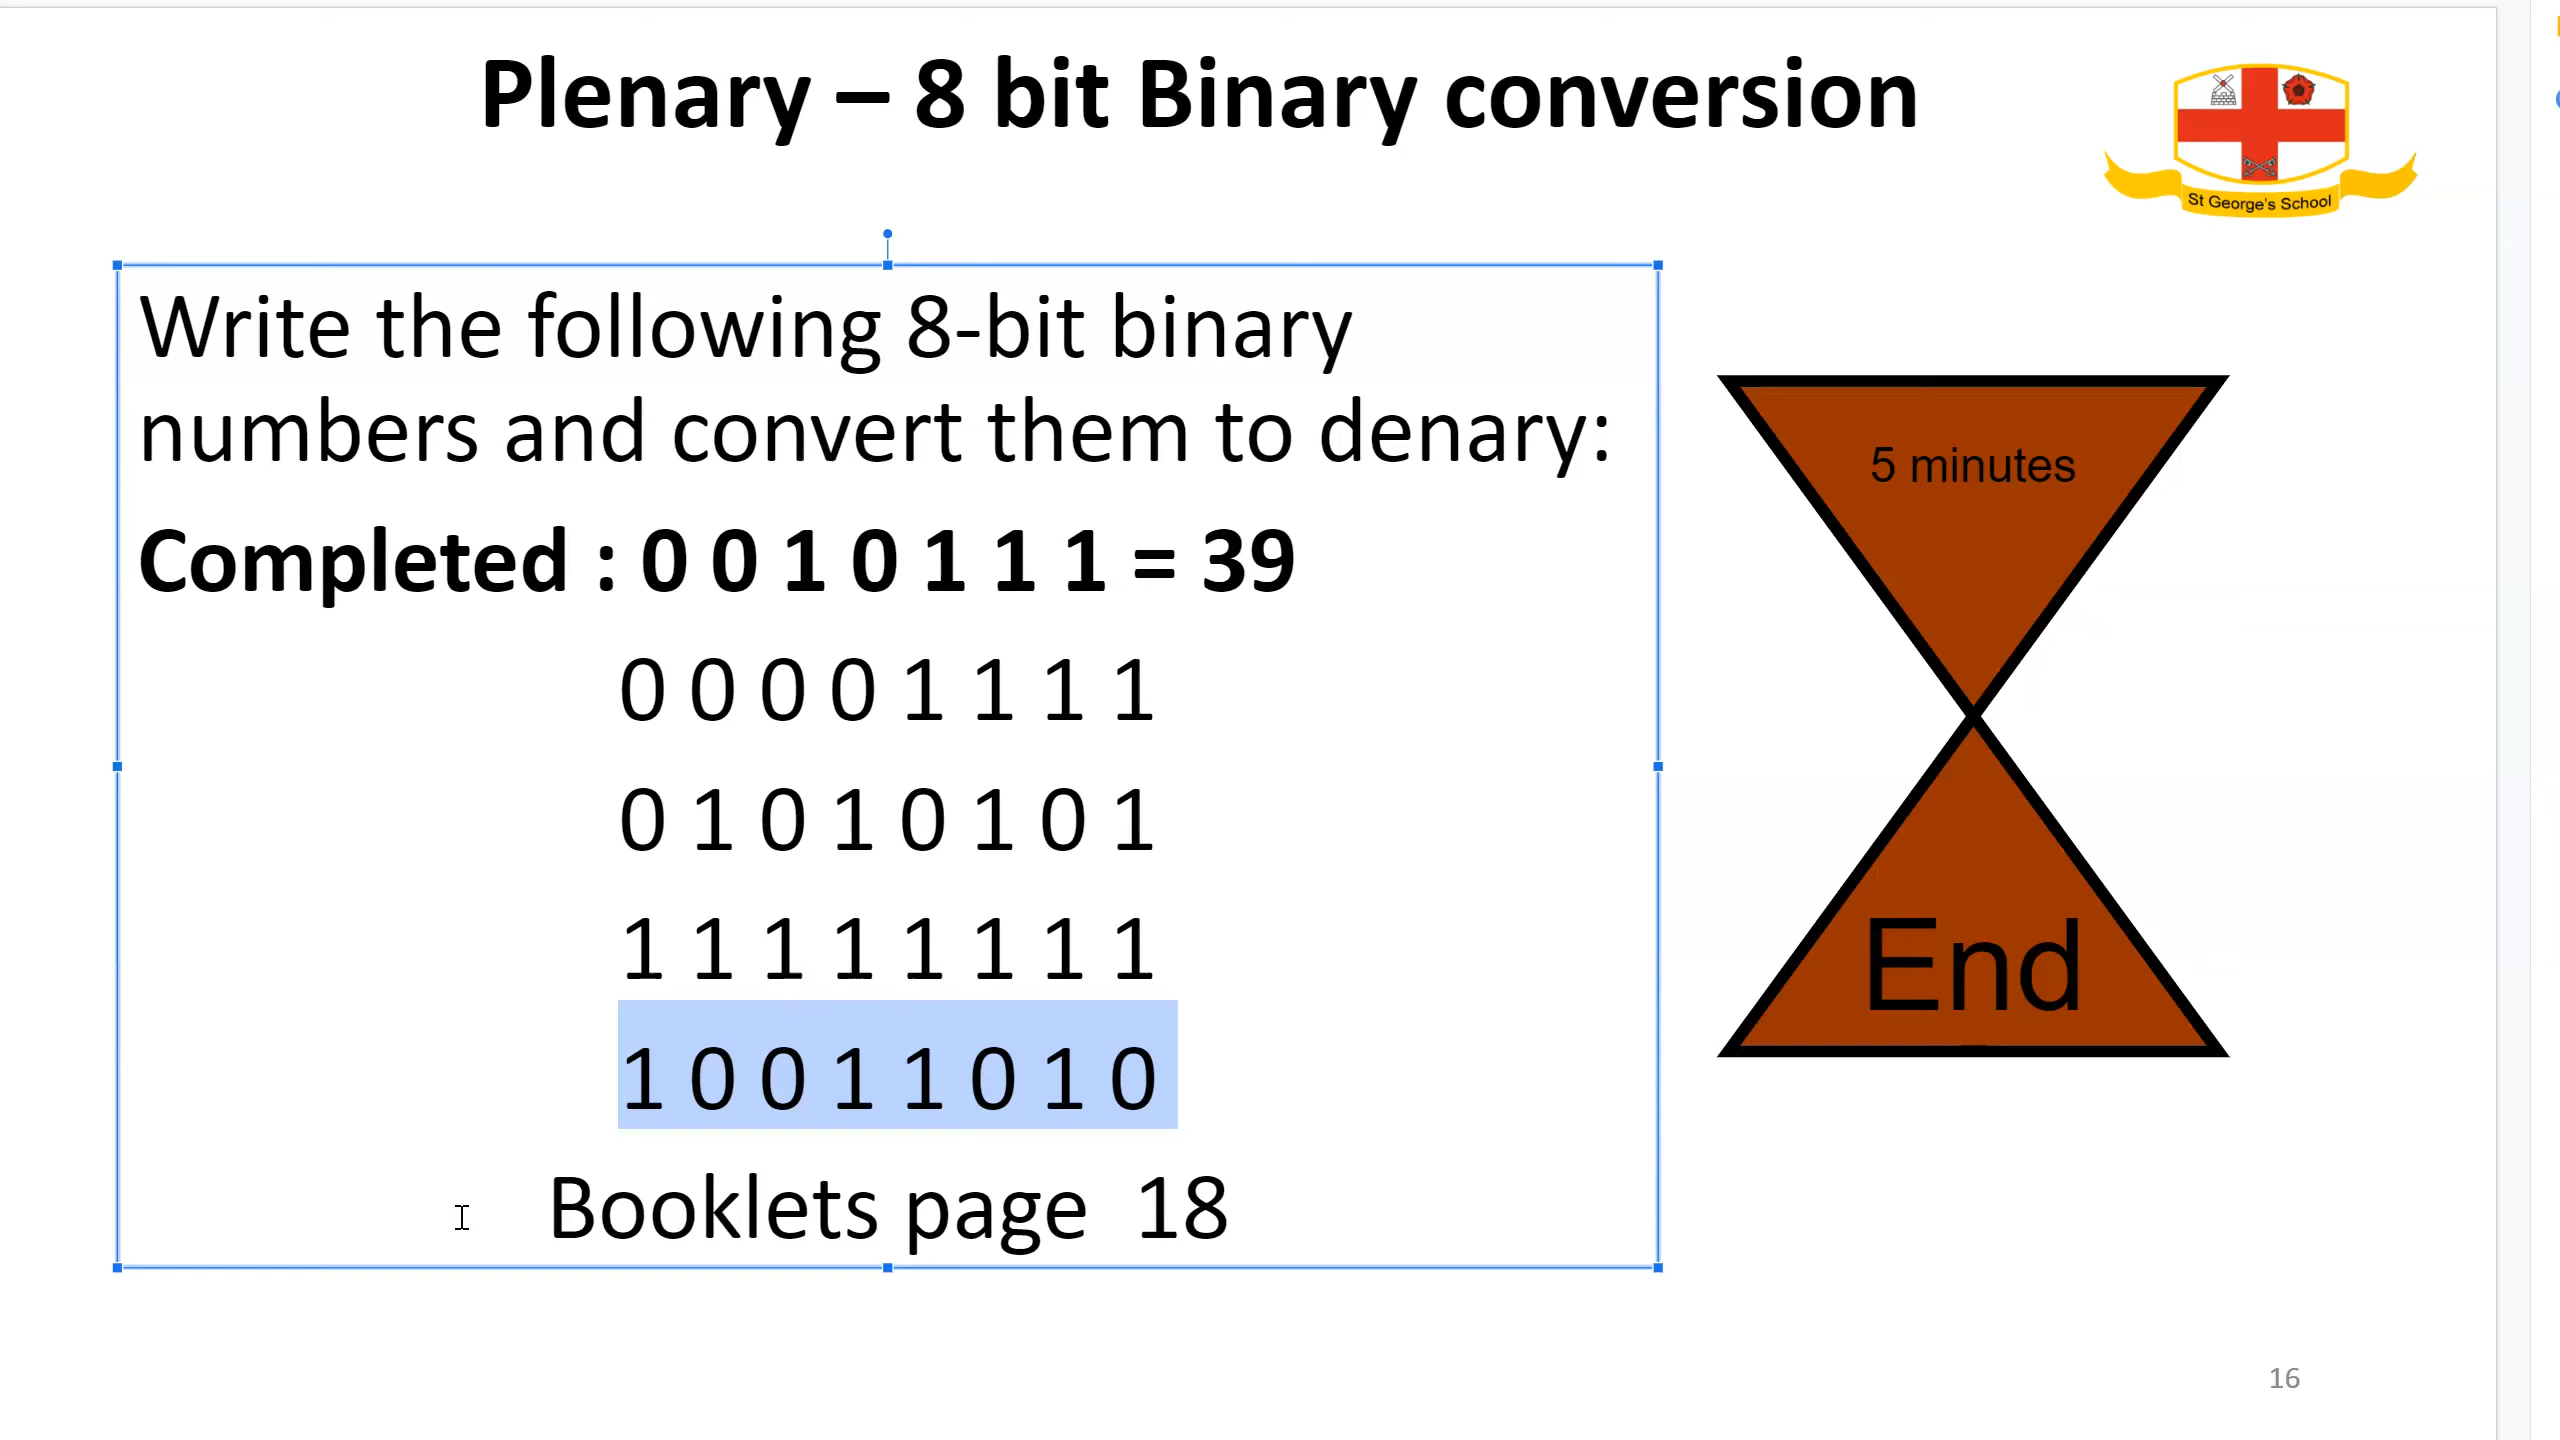 Plenary – 8 bit Binary conversion
St George's School
Write the following 8-bit binary
numbers and convert them to denary:
Completed : 0 0 1 0 1 1 1 = 39
0 0 0 0 1 1 1 1
0 1 0 1 0 1 0 1
1 1 1 1 1 1 1 1
1 0 0 1 1 0 1 0
Booklets page 18
5 minutes
End
16